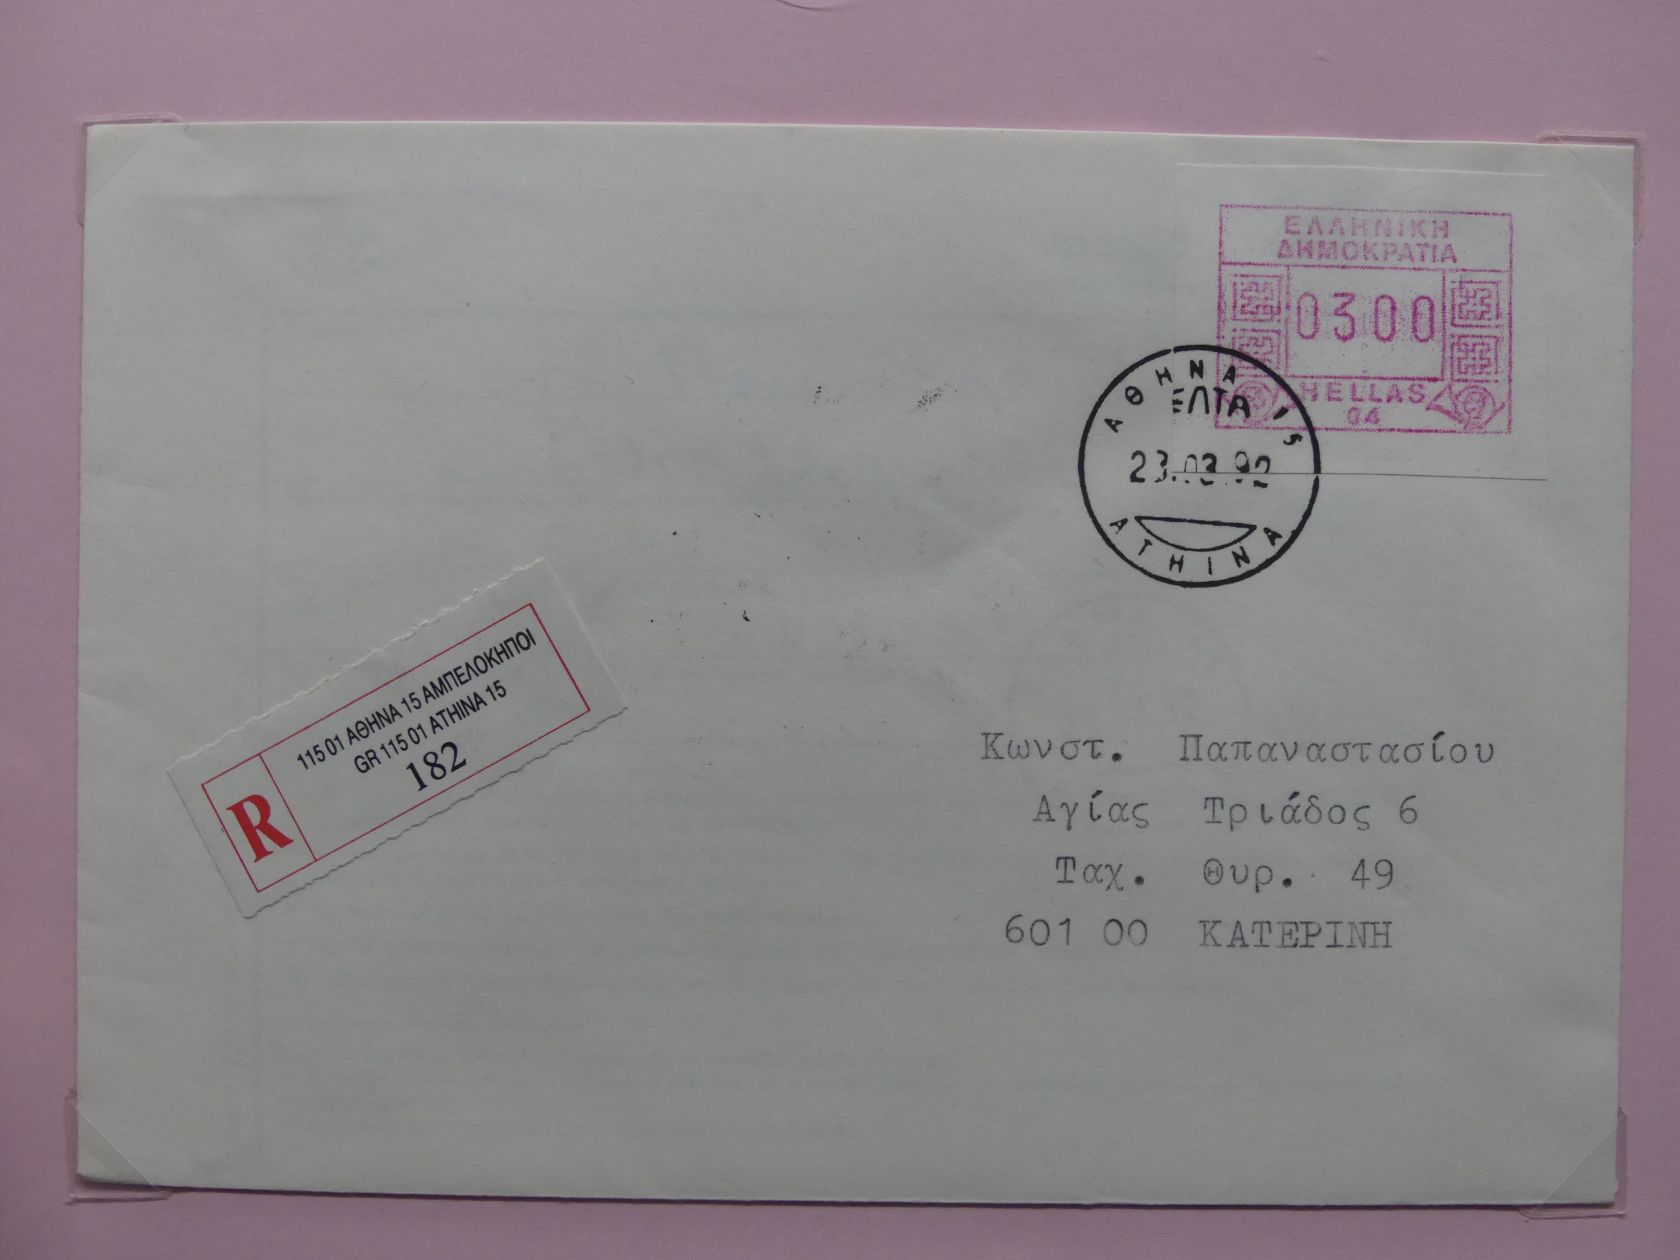 ΕΛΛΗΝΙΚΗ
ΔΗΜΟΚΡΑΤΙΑ
0300
HELLAS
04
ΑΘΗΝΑ 15
ΕΛΤΑ
23.03.92
ATHINA
115 01 ΑΘΗΝΑ 15 ΑΜΠΕΛΟΚΗΠΟΙ
GR 115 01 ATHINA 15
R 182
Κωνστ. Παπαναστασίου
Αγίας Τριάδος 6
Ταχ. Θυρ. 49
601 00 ΚΑΤΕΡΙΝΗ